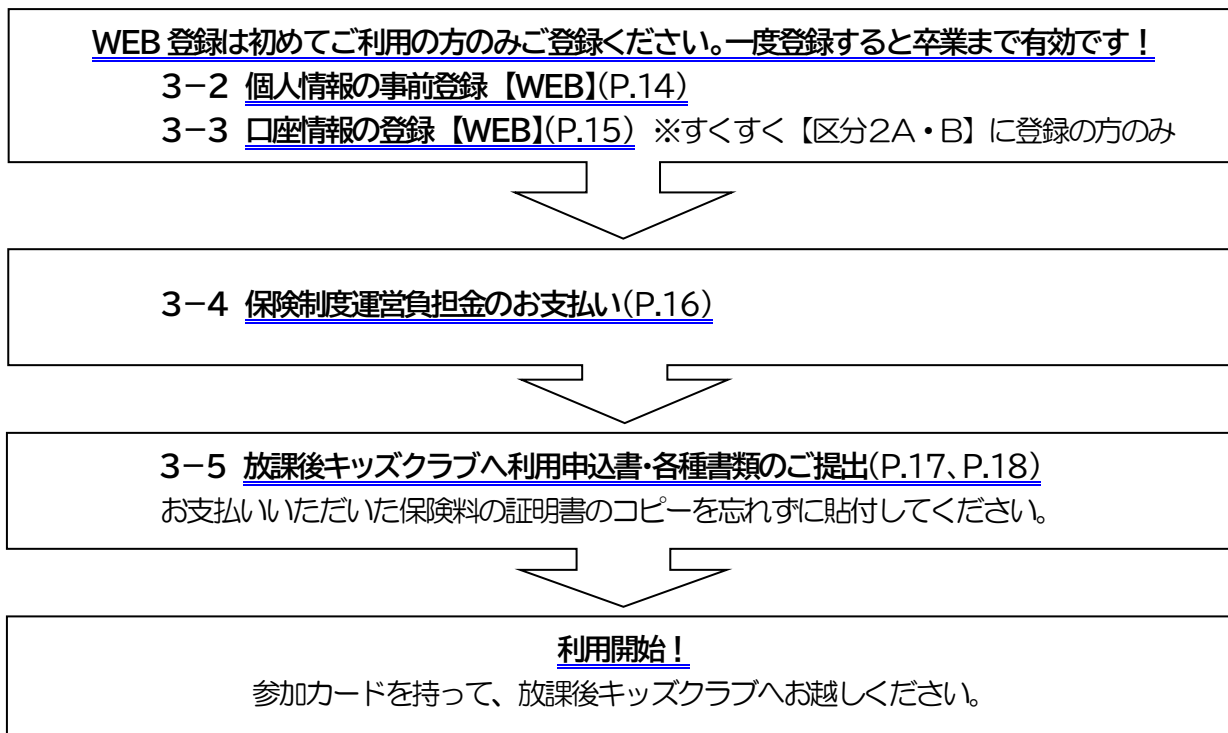 WEB登録は初めてご利用の方のみご登録ください。一度登録すると卒業まで有効です！
3－2 個人情報の事前登録【WEB】(P.14)
3－3 口座情報の登録【WEB】(P.15) ※すくすく【区分2A・B】に登録の方のみ
3－4 保険制度運営負担金のお支払い(P.16)
3－5 放課後キッズクラブへ利用申込書・各種書類のご提出(P.17、P.18)
お支払いいただいた保険料の証明書のコピーを忘れずに貼付してください。
利用開始！
参加カードを持って、放課後キッズクラブへお越しください。